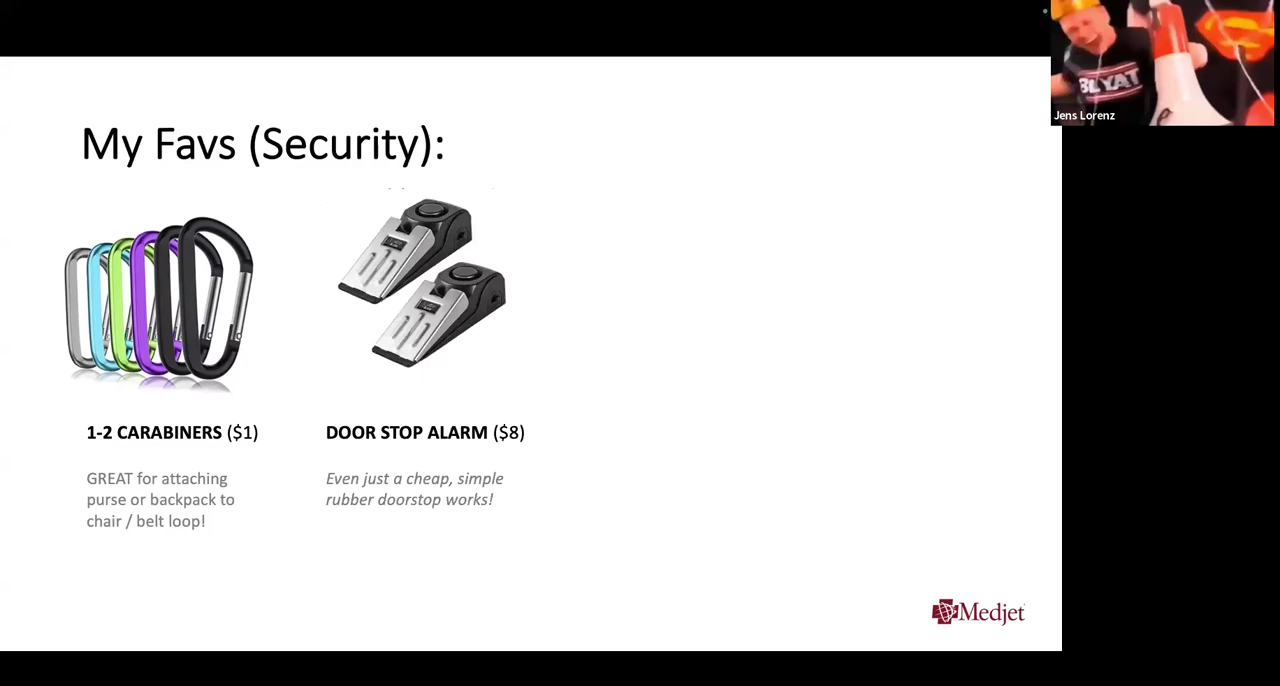 My Favs (Security):
1-2 CARABINERS ($1)
GREAT for attaching
purse or backpack to
chair / belt loop!
DOOR STOP ALARM ($8)
Even just a cheap, simple
rubber doorstop works!
Medjet
BLYAT
Jens Lorenz